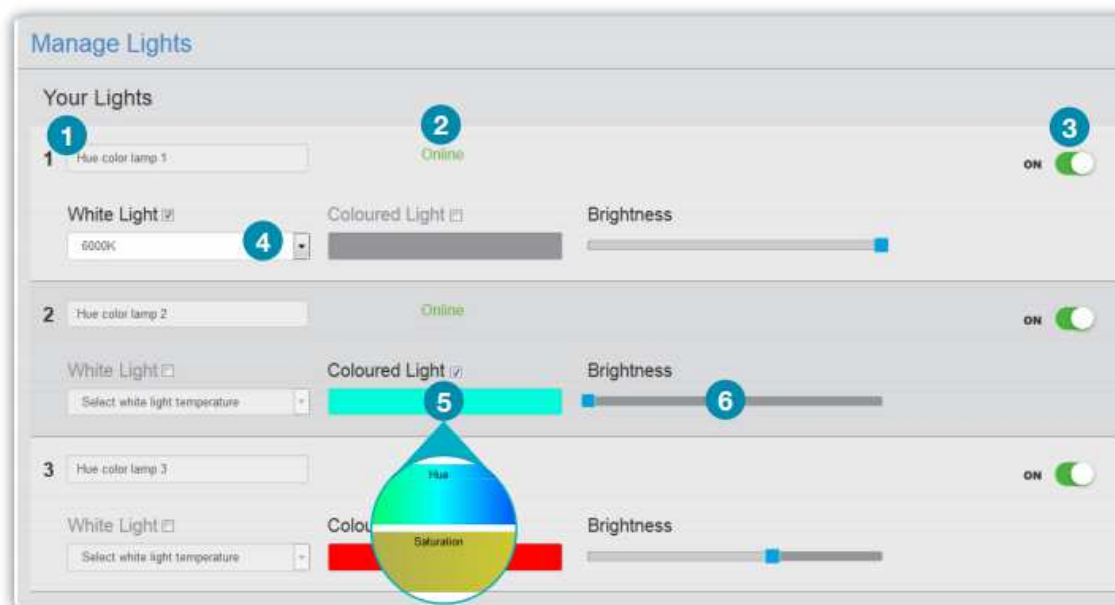 Manage Lights
Your Lights
1
2
3
1 Hue color lamp 1 Online ON
White Light Coloured Light Brightness
6000K 4
2 Hue color lamp 2 Online ON
White Light Coloured Light Brightness
Select white light temperature 5 6
3 Hue color lamp 3 Hue ON
White Light Colou Brightness
Select white light temperature Saturation